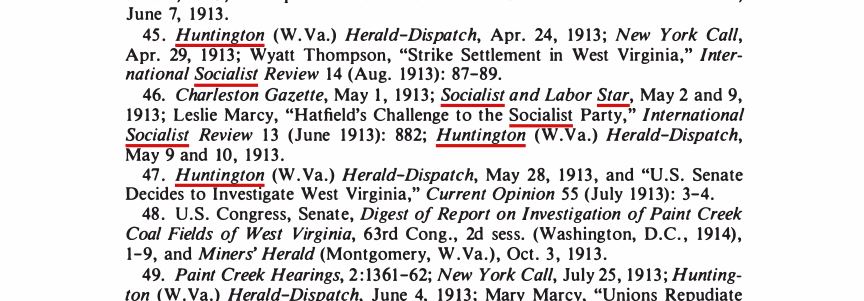 June 7, 1913.
45. Huntington (W.Va.) Herald-Dispatch, Apr. 24, 1913; New York Call,
Apr. 29, 1913; Wyatt Thompson, “Strike Settlement in West Virginia,” Inter-
national Socialist Review 14 (Aug. 1913): 87–89.
46. Charleston Gazette, May 1, 1913; Socialist and Labor Star, May 2 and 9,
1913; Leslie Marcy, “Hatfield’s Challenge to the Socialist Party,” International
Socialist Review 13 (June 1913): 882; Huntington (W.Va.) Herald-Dispatch,
May 9 and 10, 1913.
47. Huntington (W.Va.) Herald-Dispatch, May 28, 1913, and “U.S. Senate
Decides to Investigate West Virginia,” Current Opinion 55 (July 1913): 3–4.
48. U.S. Congress, Senate, Digest of Report on Investigation of Paint Creek
Coal Fields of West Virginia, 63rd Cong., 2d sess. (Washington, D.C., 1914),
1–9, and Miners’ Herald (Montgomery, W.Va.), Oct. 3, 1913.
49. Paint Creek Hearings, 2:1361–62; New York Call, July 25, 1913; Hunting-
ton (W.Va.) Herald-Dispatch, June 4, 1913; Mary Marcy, “Unions Repudiate